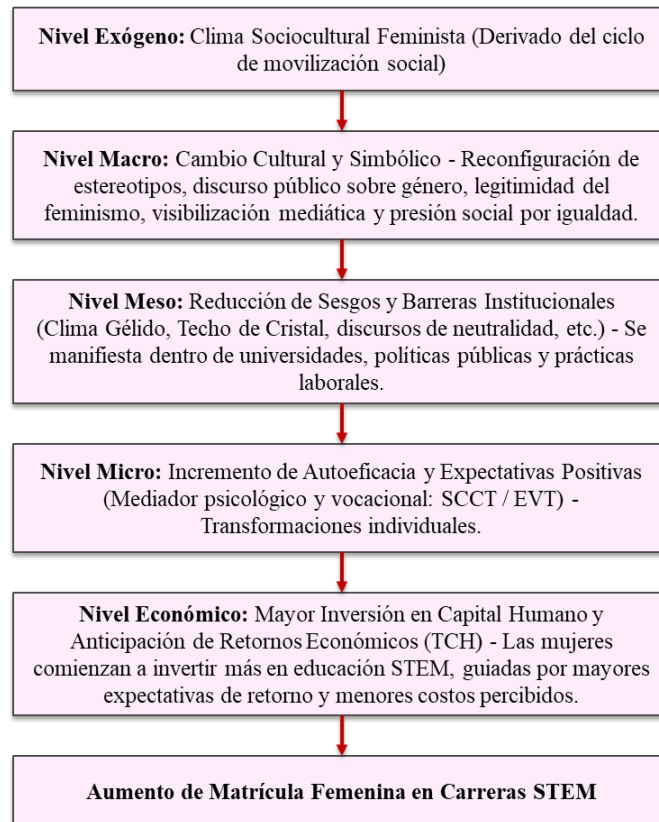 Nivel Exógeno: Clima Sociocultural Feminista (Derivado del ciclo
de movilización social)
Nivel Macro: Cambio Cultural y Simbólico - Reconfiguración de
estereotipos, discurso público sobre género, legitimidad del
feminismo, visibilización mediática y presión social por igualdad.
Nivel Meso: Reducción de Sesgos y Barreras Institucionales
(Clima Gélido, Techo de Cristal, discursos de neutralidad, etc.) - Se
manifiesta dentro de universidades, políticas públicas y prácticas
laborales.
Nivel Micro: Incremento de Autoeficacia y Expectativas Positivas
(Mediador psicológico y vocacional: SCCT / EVT) -
Transformaciones individuales.
Nivel Económico: Mayor Inversión en Capital Humano y
Anticipación de Retornos Económicos (TCH) - Las mujeres
comienzan a invertir más en educación STEM, guiadas por mayores
expectativas de retorno y menores costos percibidos.
Aumento de Matrícula Femenina en Carreras STEM